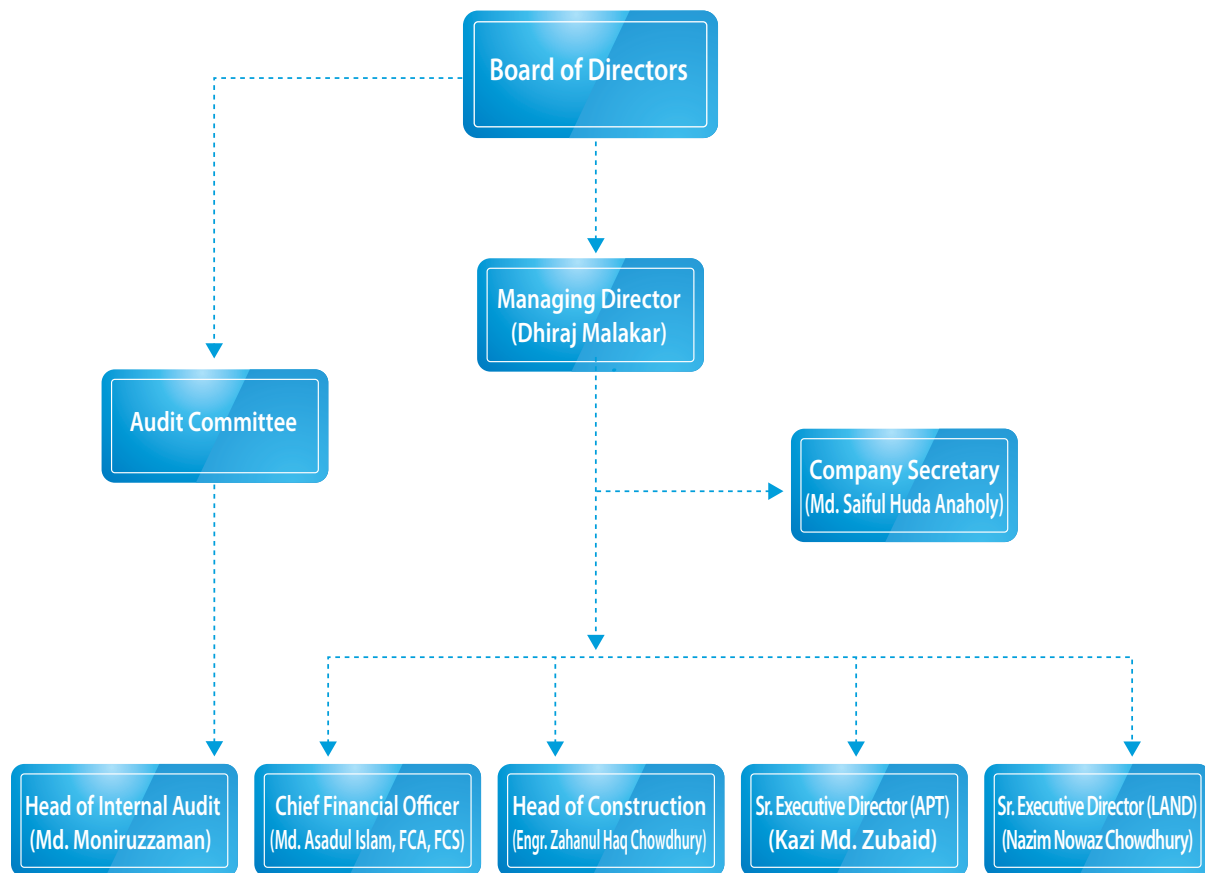 Board of Directors
Managing Director
(Dhiraj Malakar)
Audit Committee
Company Secretary
(Md. Saiful Huda Anaholy)
Head of Internal Audit
(Md. Moniruzzaman)
Chief Financial Officer
(Md. Asadul Islam, FCA, FCS)
Head of Construction
(Engr. Zahanul Haq Chowdhury)
Sr. Executive Director (APT)
(Kazi Md. Zubaid)
Sr. Executive Director (LAND)
(Nazim Nowaz Chowdhury)